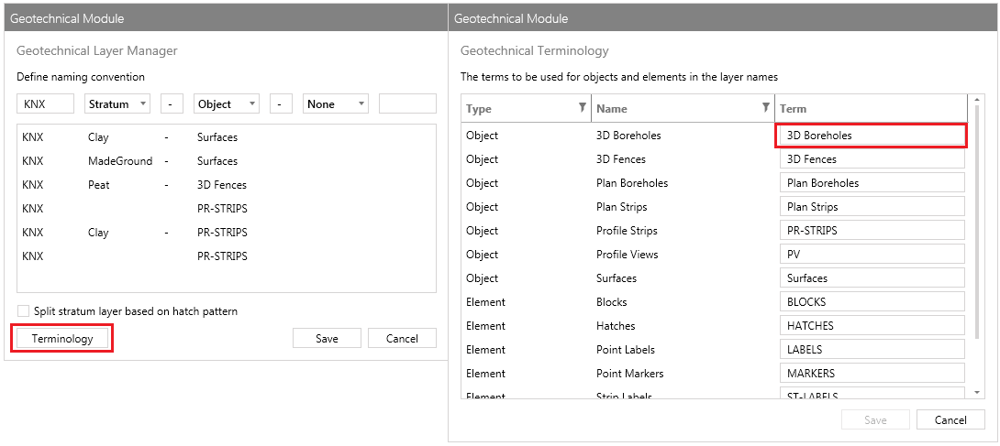 Geotechnical Module
Geotechnical Layer Manager
Define naming convention
KNX Stratum - Object - None
KNX Clay - Surfaces
KNX MadeGround - Surfaces
KNX Peat - 3D Fences
KNX PR-STRIPS
KNX Clay - PR-STRIPS
KNX PR-STRIPS
Split stratum layer based on hatch pattern
Terminology Save Cancel
Geotechnical Module
Geotechnical Terminology
The terms to be used for objects and elements in the layer names
Type Name Term
Object 3D Boreholes 3D Boreholes
Object 3D Fences 3D Fences
Object Plan Boreholes Plan Boreholes
Object Plan Strips Plan Strips
Object Profile Strips PR-STRIPS
Object Profile Views PV
Object Surfaces Surfaces
Element Blocks BLOCKS
Element Hatches HATCHES
Element Point Labels LABELS
Element Point Markers MARKERS
Element Strip Labels ST-LABELS
Save Cancel